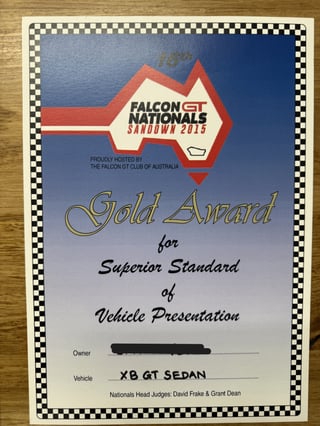 FALCON GT
NATIONALS
SANDOWN 2015
PROUDLY HOSTED BY
THE FALCON GT CLUB OF AUSTRALIA
Gold Award
for
Superior Standard
of
Vehicle Presentation
Owner
Vehicle XB GT SEDAN
Nationals Head Judges: David Frake & Grant Dean